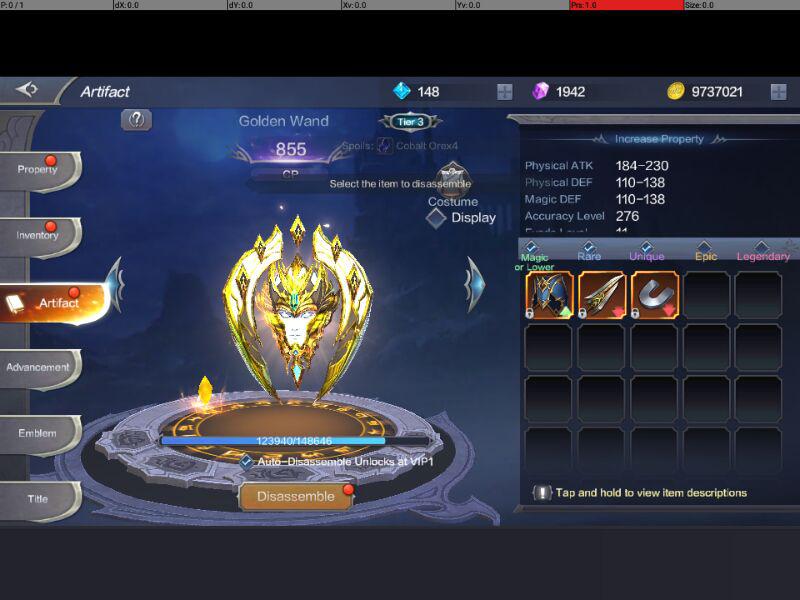 P: 0 / 1
dX: 0.0
dY: 0.0
Xv: 0.0
Yv: 0.0
Prs: 1.0
Size: 0.0
Artifact
148
1942
9737021
?
Golden Wand
Tier 3
855
CP
Spoils:
Cobalt Orex4
Select the item to disassemble
Costume
Display
Increase Property
Physical ATK 184-230
Physical DEF 110-138
Magic DEF 110-138
Accuracy Level 276
Magic or Lower
Rare
Unique
Epic
Legendary
Property
Inventory
Artifact
Advancement
Emblem
Title
123940/148646
Auto-Disassemble Unlocks at VIP1
Disassemble
Tap and hold to view item descriptions